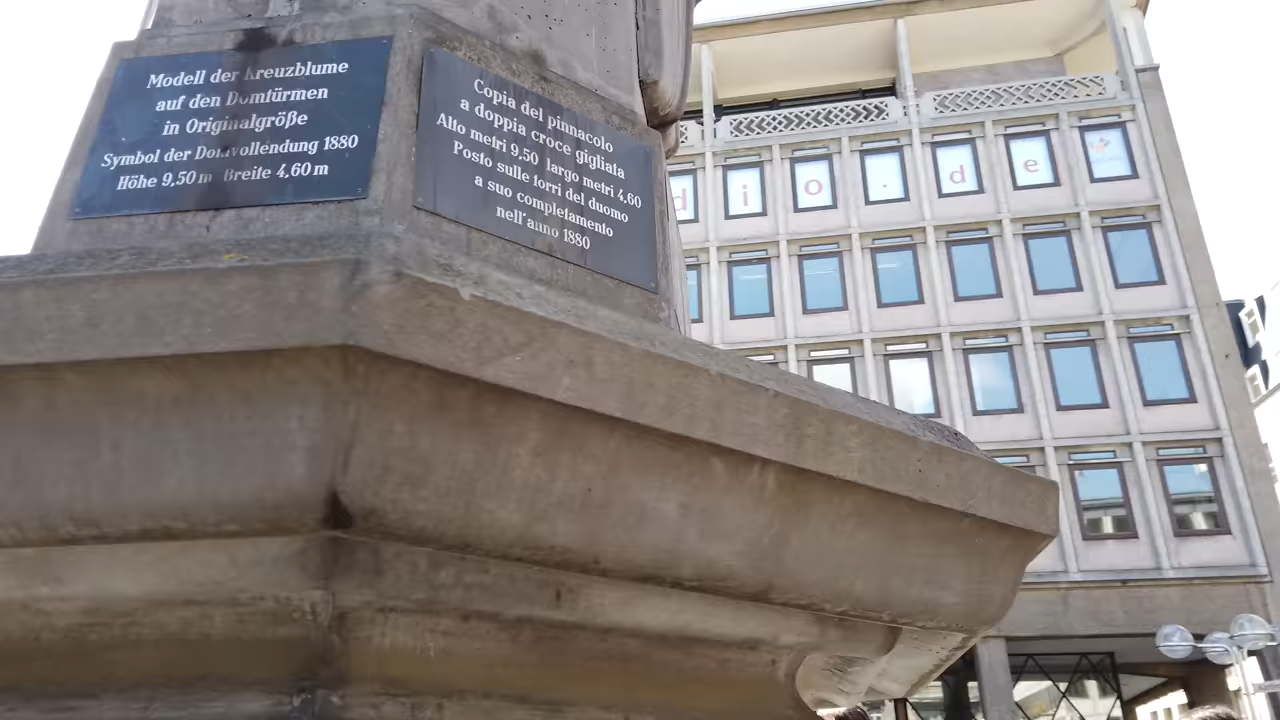 Modell der Kreuzblume
auf den Domtürmen
in Originalgröße
Symbol der Domvollendung 1880
Höhe 9,50 m Breite 4,60 m
Copia del pinnacolo
a doppia croce gigliata
Alto metri 9.50 largo metri 4.60
Posto sulle torri del duomo
a suo completamento
nell'anno 1880
dio.de